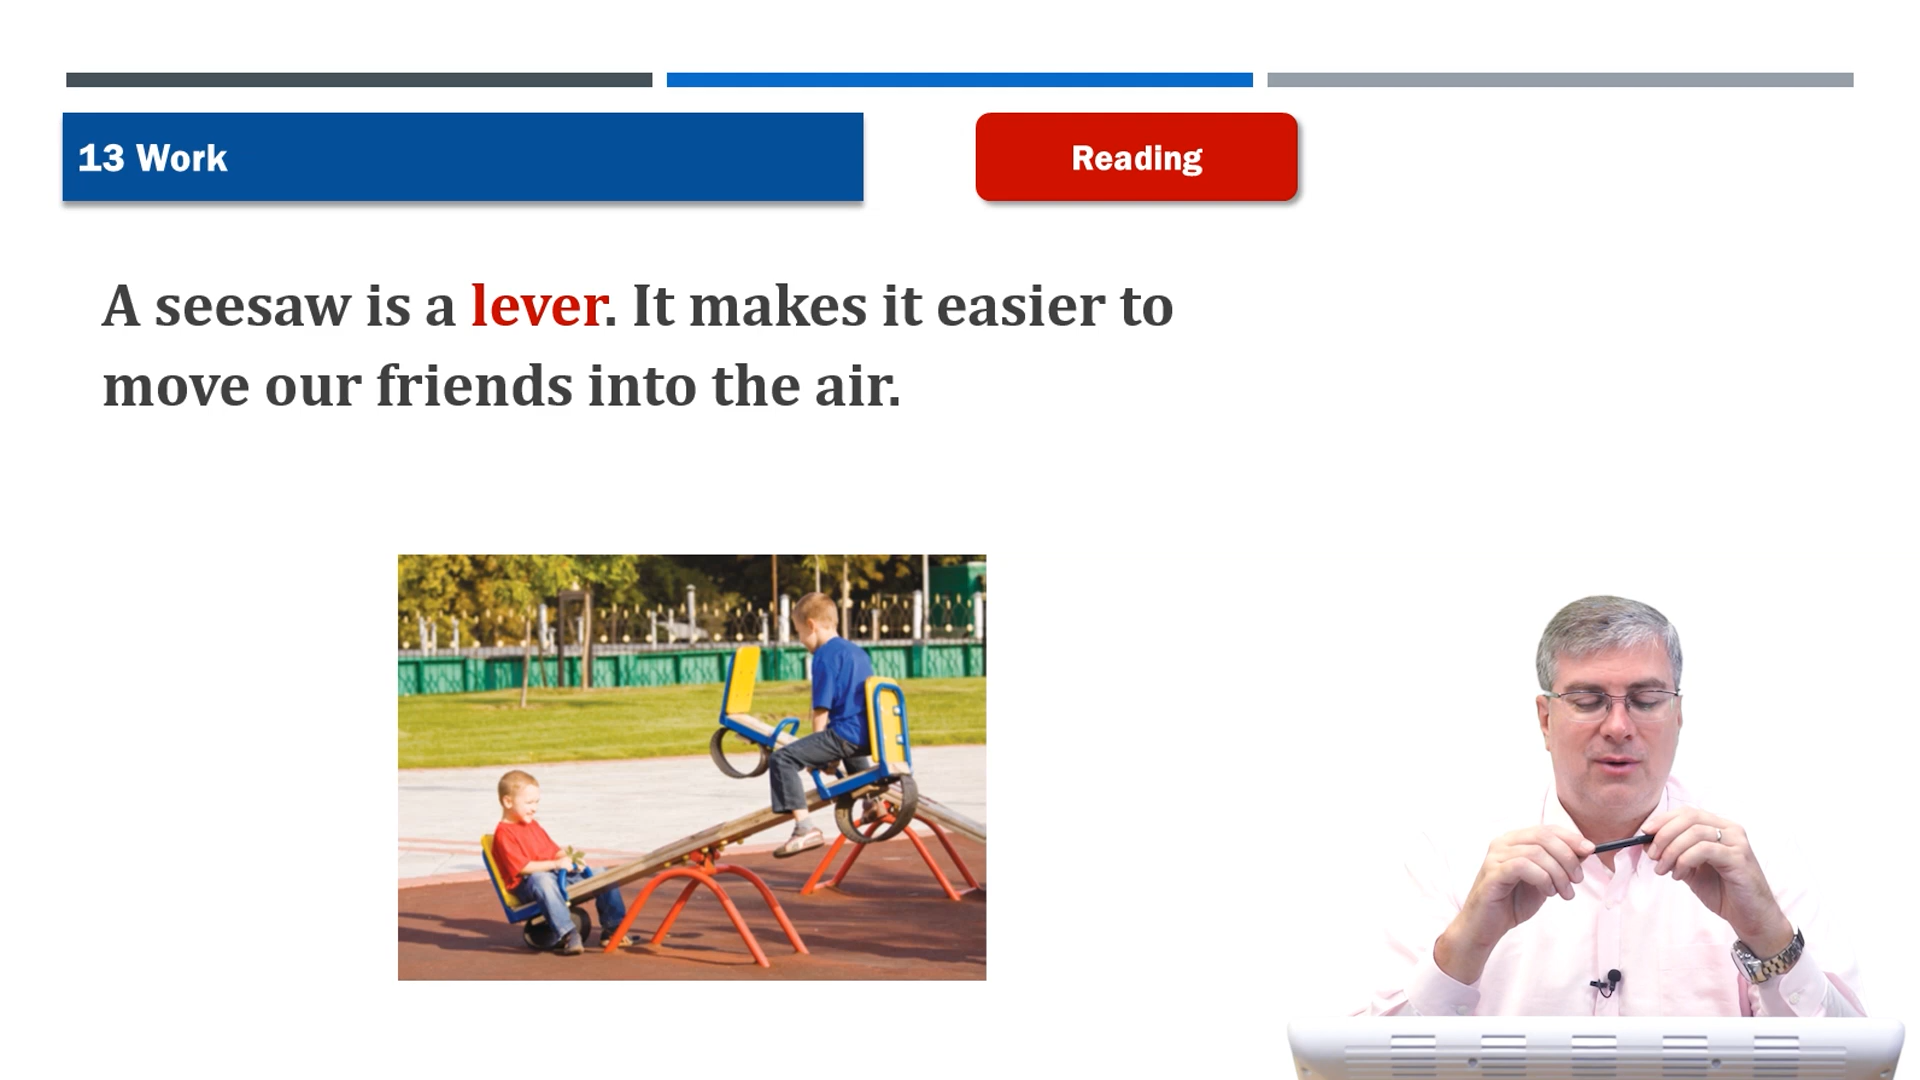 13 Work
Reading
A seesaw is a lever. It makes it easier to
move our friends into the air.